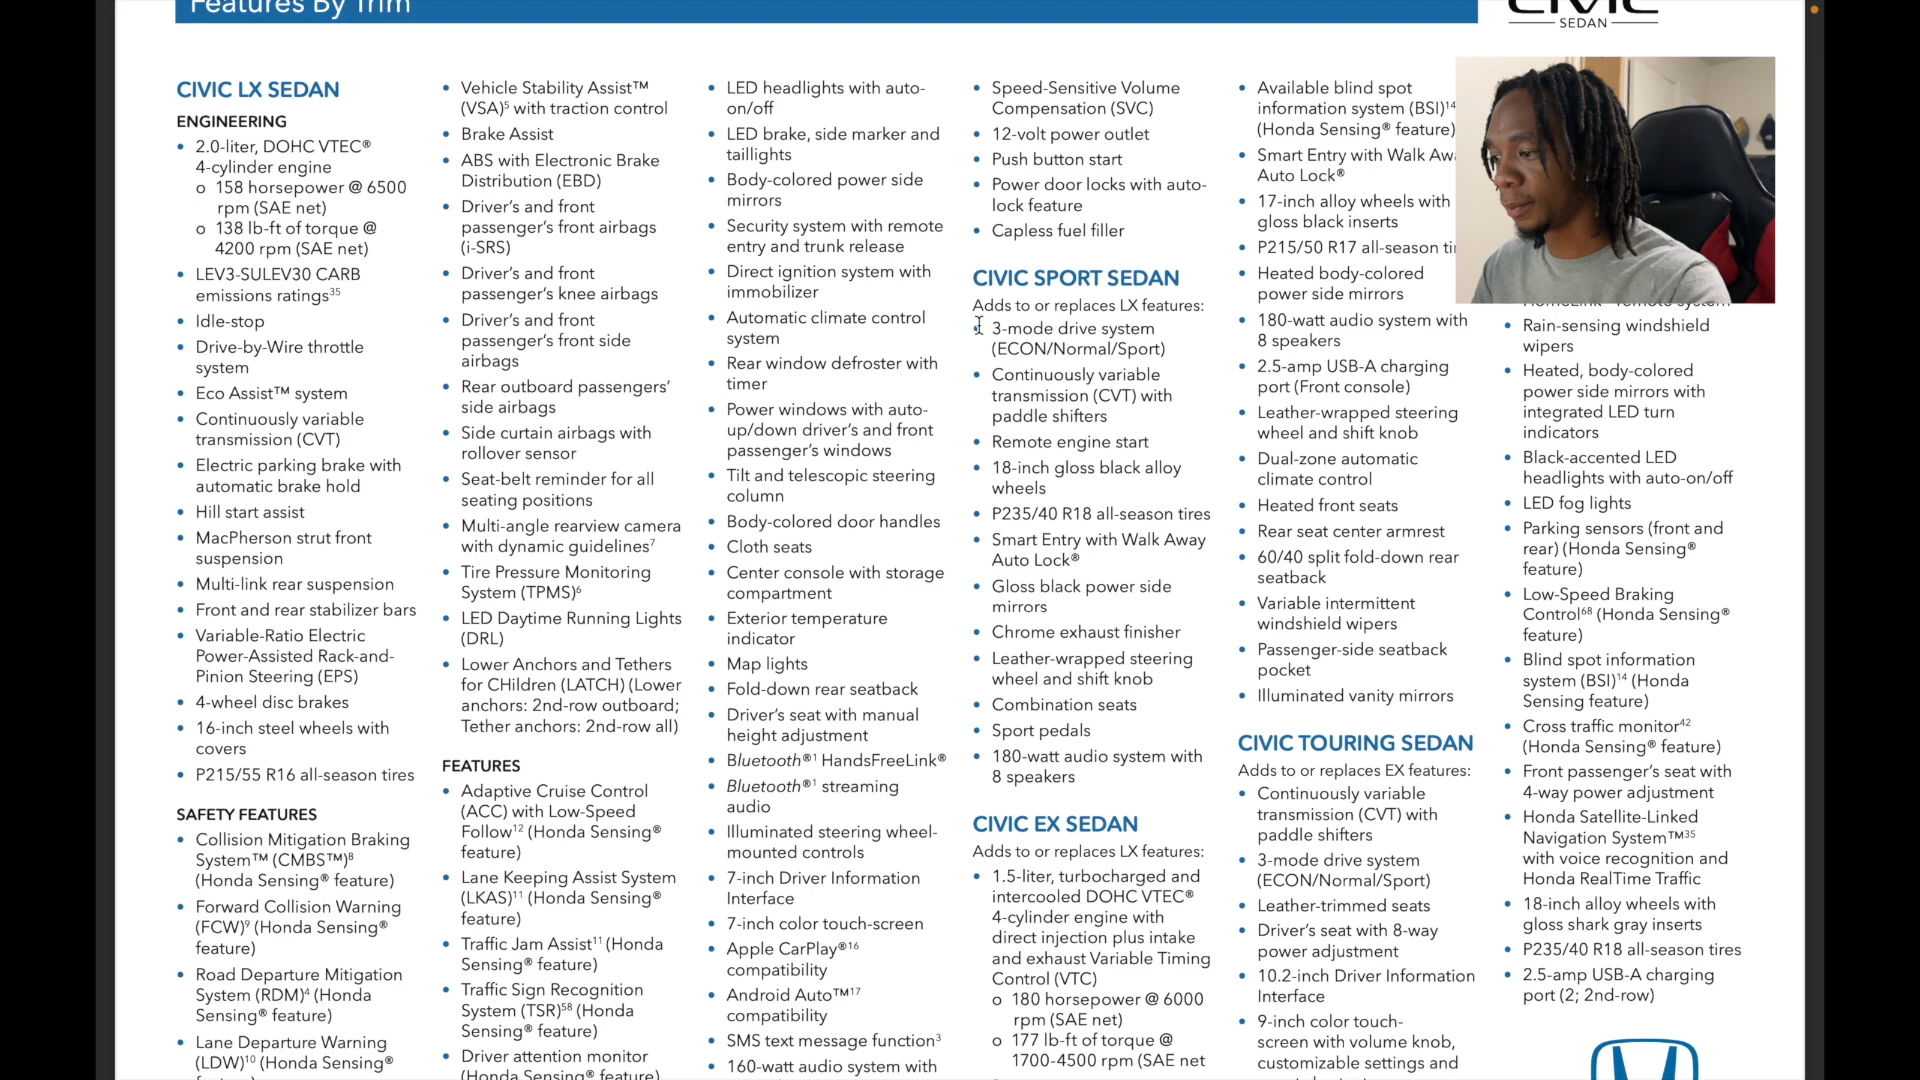 Features By Trim
CIVIC
SEDAN
CIVIC LX SEDAN
ENGINEERING
• 2.0-liter, DOHC VTEC®
4-cylinder engine
o 158 horsepower @ 6500
rpm (SAE net)
o 138 lb-ft of torque @
4200 rpm (SAE net)
• LEV3-SULEV30 CARB
emissions ratings³⁵
• Idle-stop
• Drive-by-Wire throttle
system
• Eco Assist™ system
• Continuously variable
transmission (CVT)
• Electric parking brake with
automatic brake hold
• Hill start assist
• MacPherson strut front
suspension
• Multi-link rear suspension
• Front and rear stabilizer bars
• Variable-Ratio Electric
Power-Assisted Rack-and-
Pinion Steering (EPS)
• 4-wheel disc brakes
• 16-inch steel wheels with
covers
• P215/55 R16 all-season tires
SAFETY FEATURES
• Collision Mitigation Braking
System™ (CMBS™)⁸
(Honda Sensing® feature)
• Forward Collision Warning
(FCW)⁹ (Honda Sensing®
feature)
• Road Departure Mitigation
System (RDM)⁴ (Honda
Sensing® feature)
• Lane Departure Warning
(LDW)¹⁰ (Honda Sensing®
• Vehicle Stability Assist™
(VSA)⁵ with traction control
• Brake Assist
• ABS with Electronic Brake
Distribution (EBD)
• Driver's and front
passenger's front airbags
(i-SRS)
• Driver's and front
passenger's knee airbags
• Driver's and front
passenger's front side
airbags
• Rear outboard passengers'
side airbags
• Side curtain airbags with
rollover sensor
• Seat-belt reminder for all
seating positions
• Multi-angle rearview camera
with dynamic guidelines⁷
• Tire Pressure Monitoring
System (TPMS)⁶
• LED Daytime Running Lights
(DRL)
• Lower Anchors and Tethers
for CHildren (LATCH) (Lower
anchors: 2nd-row outboard;
Tether anchors: 2nd-row all)
FEATURES
• Adaptive Cruise Control
(ACC) with Low-Speed
Follow¹² (Honda Sensing®
feature)
• Lane Keeping Assist System
(LKAS)¹¹ (Honda Sensing®
feature)
• Traffic Jam Assist¹¹ (Honda
Sensing® feature)
• Traffic Sign Recognition
System (TSR)⁵⁸ (Honda
Sensing® feature)
• Driver attention monitor
(Honda Sensing® feature)
• LED headlights with auto-
on/off
• LED brake, side marker and
taillights
• Body-colored power side
mirrors
• Security system with remote
entry and trunk release
• Direct ignition system with
immobilizer
• Automatic climate control
system
• Rear window defroster with
timer
• Power windows with auto-
up/down driver's and front
passenger's windows
• Tilt and telescopic steering
column
• Body-colored door handles
• Cloth seats
• Center console with storage
compartment
• Exterior temperature
indicator
• Map lights
• Fold-down rear seatback
• Driver's seat with manual
height adjustment
• Bluetooth®¹ HandsFreeLink®
• Bluetooth®¹ streaming
audio
• Illuminated steering wheel-
mounted controls
• 7-inch Driver Information
Interface
• 7-inch color touch-screen
• Apple CarPlay®¹⁶
compatibility
• Android Auto™¹⁷
compatibility
• SMS text message function³
• 160-watt audio system with
• Speed-Sensitive Volume
Compensation (SVC)
• 12-volt power outlet
• Push button start
• Power door locks with auto-
lock feature
• Capless fuel filler
CIVIC SPORT SEDAN
Adds to or replaces LX features:
• 3-mode drive system
(ECON/Normal/Sport)
• Continuously variable
transmission (CVT) with
paddle shifters
• Remote engine start
• 18-inch gloss black alloy
wheels
• P235/40 R18 all-season tires
• Smart Entry with Walk Away
Auto Lock®
• Gloss black power side
mirrors
• Chrome exhaust finisher
• Leather-wrapped steering
wheel and shift knob
• Combination seats
• Sport pedals
• 180-watt audio system with
8 speakers
CIVIC EX SEDAN
Adds to or replaces LX features:
• 1.5-liter, turbocharged and
intercooled DOHC VTEC®
4-cylinder engine with
direct injection plus intake
and exhaust Variable Timing
Control (VTC)
o 180 horsepower @ 6000
rpm (SAE net)
o 177 lb-ft of torque @
1700-4500 rpm (SAE net
• Available blind spot
information system (BSI)¹⁴
(Honda Sensing® feature)
• Smart Entry with Walk
Auto Lock®
• 17-inch alloy wheels with
gloss black inserts
• P215/50 R17 all-season
• Heated body-colored
power side mirrors
• 180-watt audio system with
8 speakers
• 2.5-amp USB-A charging
port (Front console)
• Leather-wrapped steering
wheel and shift knob
• Dual-zone automatic
climate control
• Heated front seats
• Rear seat center armrest
• 60/40 split fold-down rear
seatback
• Variable intermittent
windshield wipers
• Passenger-side seatback
pocket
• Illuminated vanity mirrors
CIVIC TOURING SEDAN
Adds to or replaces EX features:
• Continuously variable
transmission (CVT) with
paddle shifters
• 3-mode drive system
(ECON/Normal/Sport)
• Leather-trimmed seats
• Driver's seat with 8-way
power adjustment
• 10.2-inch Driver Information
Interface
• 9-inch color touch-
screen with volume knob,
customizable settings and
• Rain-sensing windshield
wipers
• Heated, body-colored
power side mirrors with
integrated LED turn
indicators
• Black-accented LED
headlights with auto-on/off
• LED fog lights
• Parking sensors (front and
rear) (Honda Sensing®
feature)
• Low-Speed Braking
Control⁶⁸ (Honda Sensing®
feature)
• Blind spot information
system (BSI)¹⁴ (Honda
Sensing feature)
• Cross traffic monitor⁴²
(Honda Sensing® feature)
• Front passenger's seat with
4-way power adjustment
• Honda Satellite-Linked
Navigation System™³⁵
with voice recognition and
Honda RealTime Traffic
• 18-inch alloy wheels with
gloss shark gray inserts
• P235/40 R18 all-season tires
• 2.5-amp USB-A charging
port (2; 2nd-row)